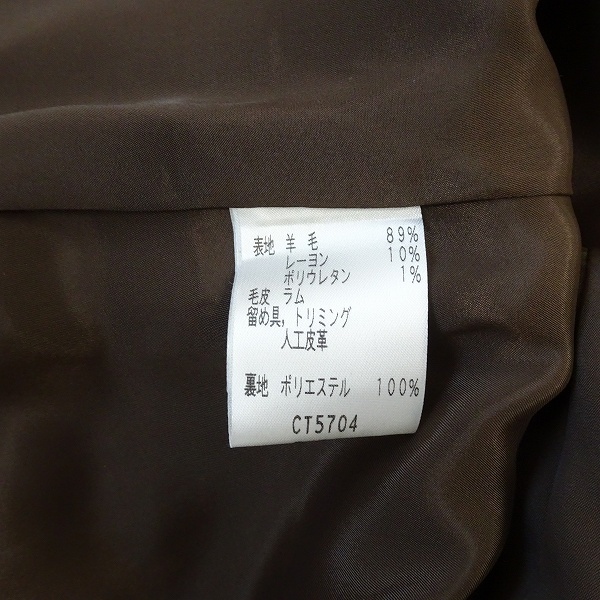 表地 羊毛 89%
レーヨン 10%
ポリウレタン 1%
毛皮 ラム
留め具,トリミング
人工皮革
裏地 ポリエステル 100%
CT5704